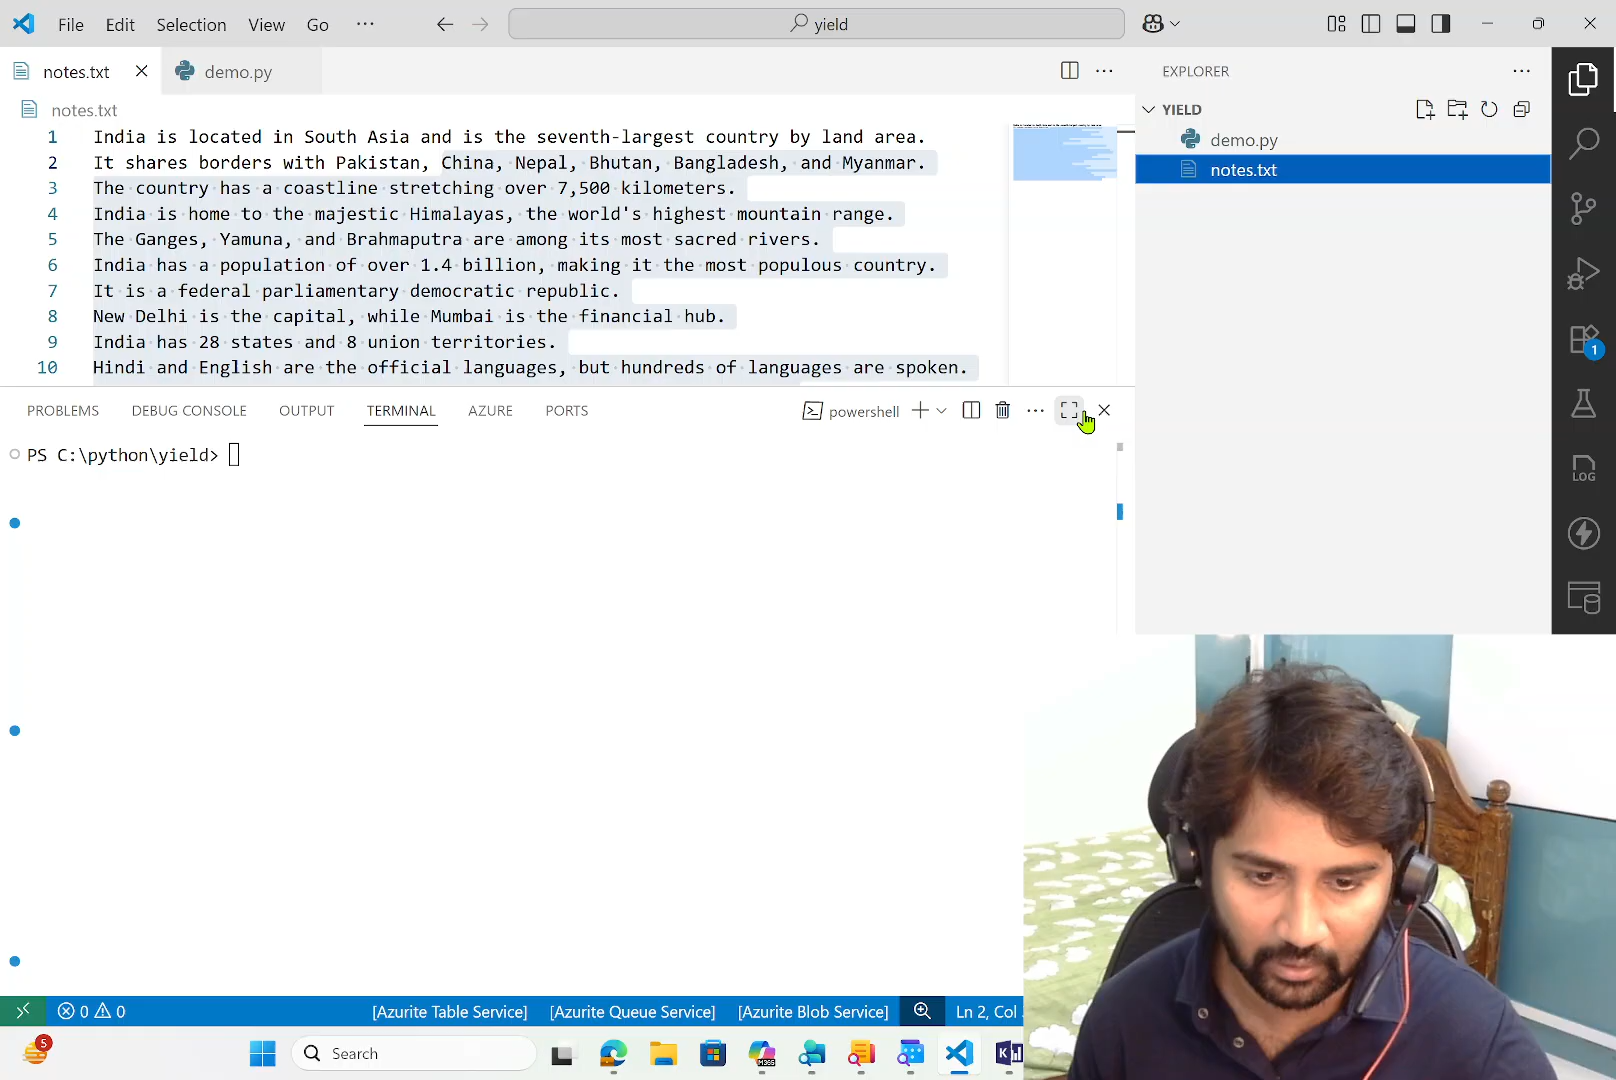 File Edit Selection View Go ··· yield
notes.txt demo.py
notes.txt
1 India is located in South Asia and is the seventh-largest country by land area.
2 It shares borders with Pakistan, China, Nepal, Bhutan, Bangladesh, and Myanmar.
3 The country has a coastline stretching over 7,500 kilometers.
4 India is home to the majestic Himalayas, the world's highest mountain range.
5 The Ganges, Yamuna, and Brahmaputra are among its most sacred rivers.
6 India has a population of over 1.4 billion, making it the most populous country.
7 It is a federal parliamentary democratic republic.
8 New Delhi is the capital, while Mumbai is the financial hub.
9 India has 28 states and 8 union territories.
10 Hindi and English are the official languages, but hundreds of languages are spoken.
EXPLORER
YIELD
demo.py
notes.txt
1
LOG
PROBLEMS DEBUG CONSOLE OUTPUT TERMINAL AZURE PORTS powershell
PS C:\python\yield>
0 0 [Azurite Table Service] [Azurite Queue Service] [Azurite Blob Service] Ln 2, Col
5 Search M365